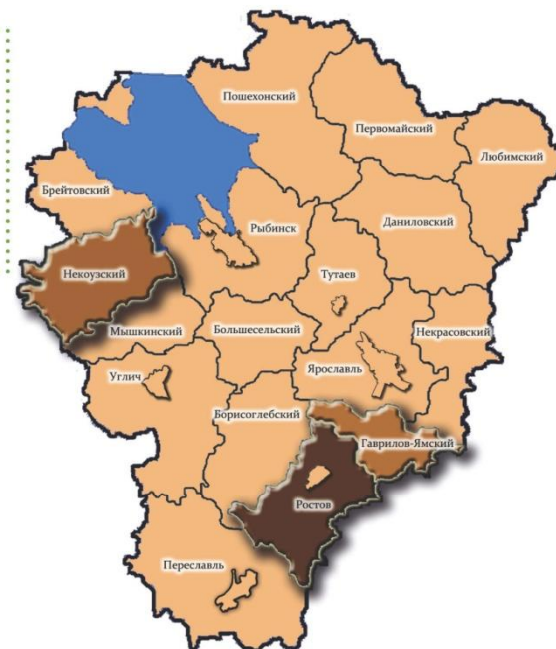 Пошехонский
Первомайский
Любимский
Брейтовский
Даниловский
Рыбинск
Некоузский
Тутаев
Мышкинский
Большесельский
Некрасовский
Ярославль
Углич
Борисоглебский
Гаврилов-Ямский
Ростов
Переславль